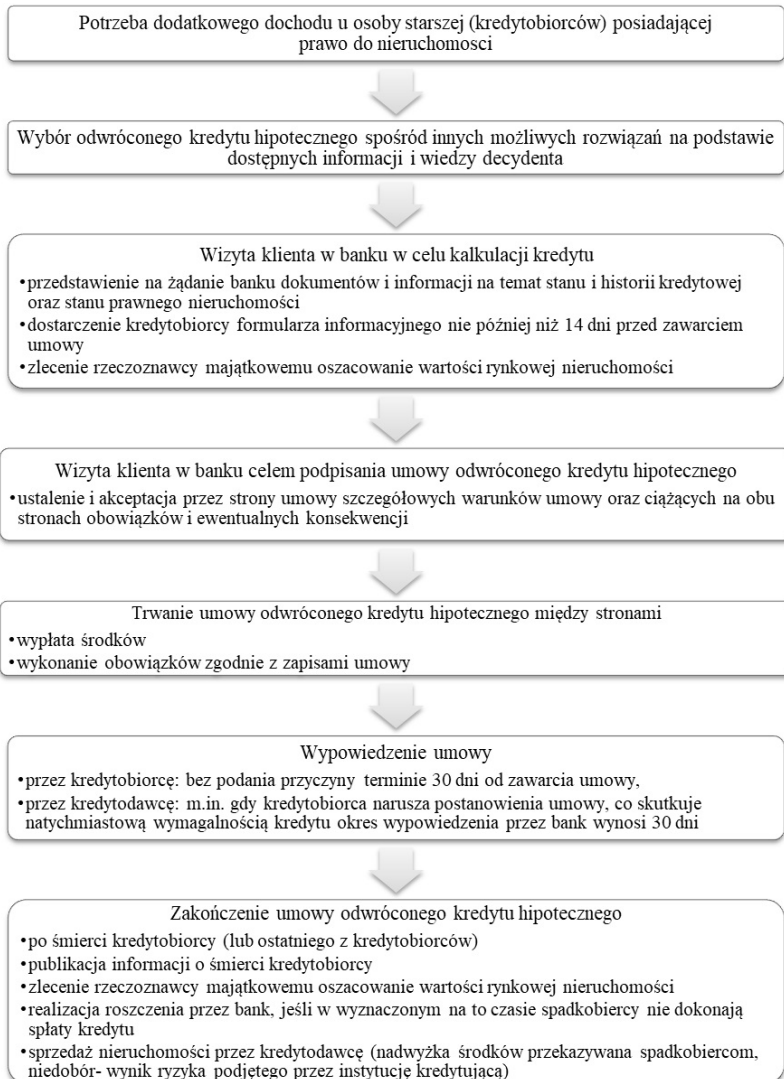 Potrzeba dodatkowego dochodu u osoby starszej (kredytobiorców) posiadającej
prawo do nieruchomosci
Wybór odwróconego kredytu hipotecznego spośród innych możliwych rozwiązań na podstawie
dostępnych informacji i wiedzy decydenta
Wizyta klienta w banku w celu kalkulacji kredytu
•przedstawienie na żądanie banku dokumentów i informacji na temat stanu i historii kredytowej
oraz stanu prawnego nieruchomości
•dostarczenie kredytobiorcy formularza informacyjnego nie później niż 14 dni przed zawarciem
umowy
•zlecenie rzeczoznawcy majątkowemu oszacowanie wartości rynkowej nieruchomości
Wizyta klienta w banku celem podpisania umowy odwróconego kredytu hipotecznego
•ustalenie i akceptacja przez strony umowy szczegółowych warunków umowy oraz ciążących na obu
stronach obowiązków i ewentualnych konsekwencji
Trwanie umowy odwróconego kredytu hipotecznego między stronami
•wypłata środków
•wykonanie obowiązków zgodnie z zapisami umowy
Wypowiedzenie umowy
•przez kredytobiorcę: bez podania przyczyny terminie 30 dni od zawarcia umowy,
•przez kredytodawcę: m.in. gdy kredytobiorca narusza postanowienia umowy, co skutkuje
natychmiastową wymagalnością kredytu okres wypowiedzenia przez bank wynosi 30 dni
Zakończenie umowy odwróconego kredytu hipotecznego
•po śmierci kredytobiorcy (lub ostatniego z kredytobiorców)
•publikacja informacji o śmierci kredytobiorcy
•zlecenie rzeczoznawcy majątkowemu oszacowanie wartości rynkowej nieruchomości
•realizacja roszczenia przez bank, jeśli w wyznaczonym na to czasie spadkobiercy nie dokonają
spłaty kredytu
•sprzedaż nieruchomości przez kredytodawcę (nadwyżka środków przekazywana spadkobiercom,
niedobór- wynik ryzyka podjętego przez instytucję kredytującą)